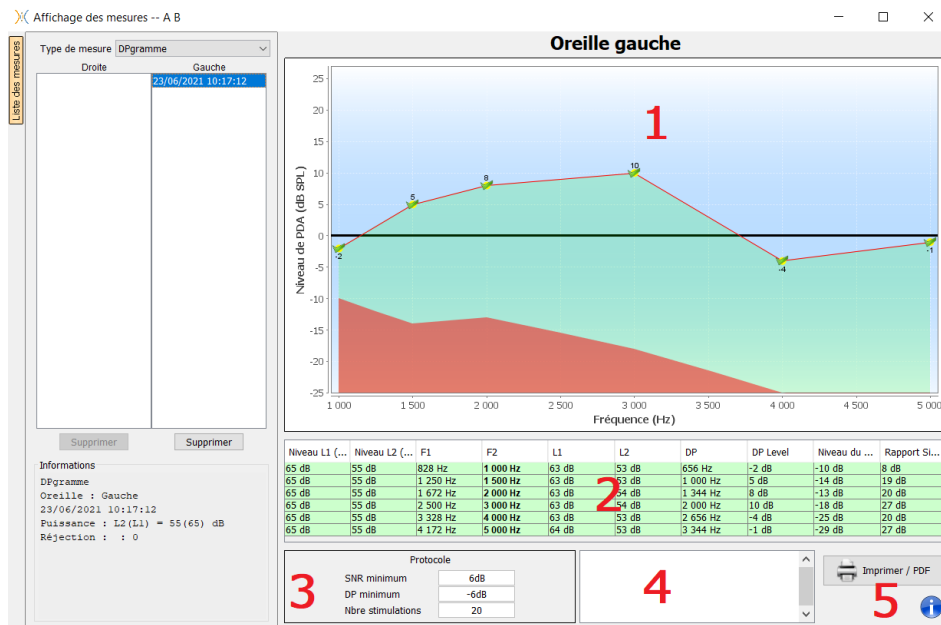 Affichage des mesures -- A B
Liste des mesures
Type de mesure DPgramme
Droite Gauche
23/06/2021 10:17:12
Supprimer Supprimer
Informations
DPgramme
Oreille : Gauche
23/06/2021 10:17:12
Puissance : L2(L1) = 55(65) dB
Réjection : : 0
Oreille gauche
Niveau de PDA (dB SPL)
25
20
15
10
5
0
-5
-10
-15
-20
-25
1
-2 5 8 10 -4 -1
1 000 1 500 2 000 2 500 3 000 3 500 4 000 4 500 5 000
Fréquence (Hz)
Niveau L1 (... Niveau L2 (... F1 F2 L1 L2 DP DP Level Niveau du ... Rapport Si...
65 dB 55 dB 828 Hz 1 000 Hz 63 dB 53 dB 656 Hz -2 dB -10 dB 8 dB
65 dB 55 dB 1 250 Hz 1 500 Hz 63 dB 53 dB 1 000 Hz 5 dB -14 dB 19 dB
65 dB 55 dB 1 672 Hz 2 000 Hz 63 dB 54 dB 1 344 Hz 8 dB -13 dB 20 dB
65 dB 55 dB 2 500 Hz 3 000 Hz 63 dB 54 dB 2 000 Hz 10 dB -18 dB 27 dB
65 dB 55 dB 3 328 Hz 4 000 Hz 63 dB 53 dB 2 656 Hz -4 dB -25 dB 20 dB
65 dB 55 dB 4 172 Hz 5 000 Hz 64 dB 53 dB 3 344 Hz -1 dB -29 dB 27 dB
2
Protocole
SNR minimum 6dB
DP minimum -6dB
Nbre stimulations 20
3
4
Imprimer / PDF
5
i